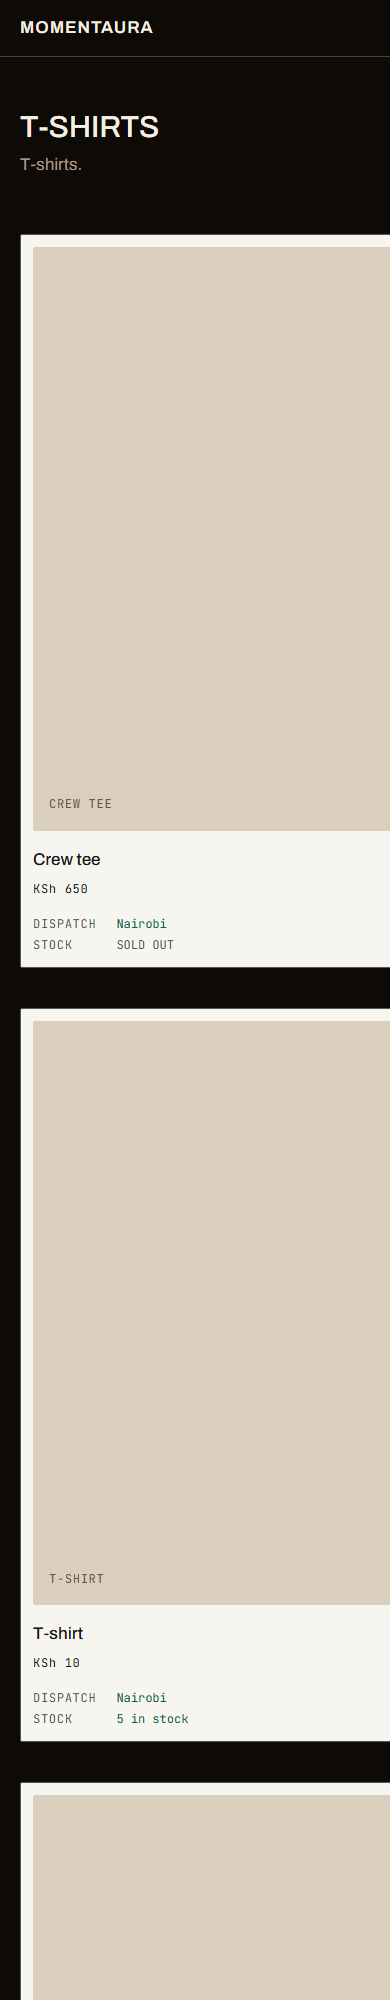 MOMENTAURA
T-SHIRTS
T-shirts.
CREW TEE
Crew tee
KSh 650
DISPATCH Nairobi
STOCK SOLD OUT
T-SHIRT
T-shirt
KSh 10
DISPATCH Nairobi
STOCK 5 in stock